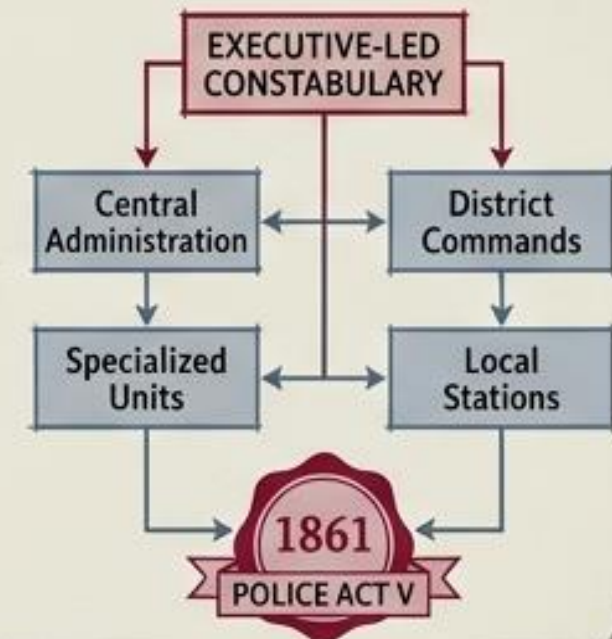 EXECUTIVE-LED
CONSTABULARY
Central
Administration
District
Commands
Specialized
Units
Local
Stations
1861
POLICE ACT V